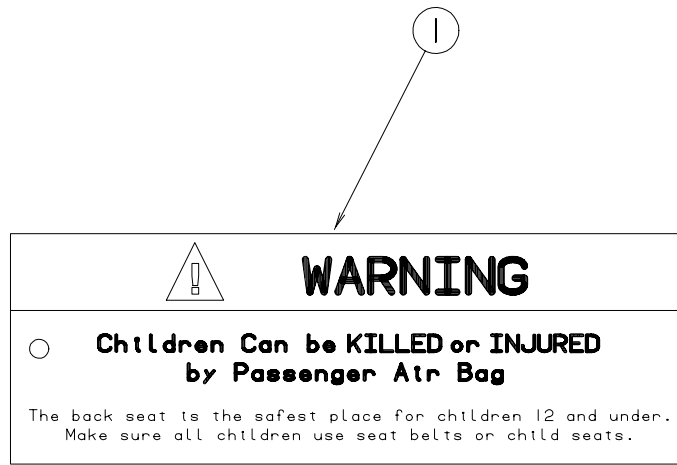 1
!
WARNING
Children Can be KILLED or INJURED
by Passenger Air Bag
The back seat is the safest place for children 12 and under.
Make sure all children use seat belts or child seats.